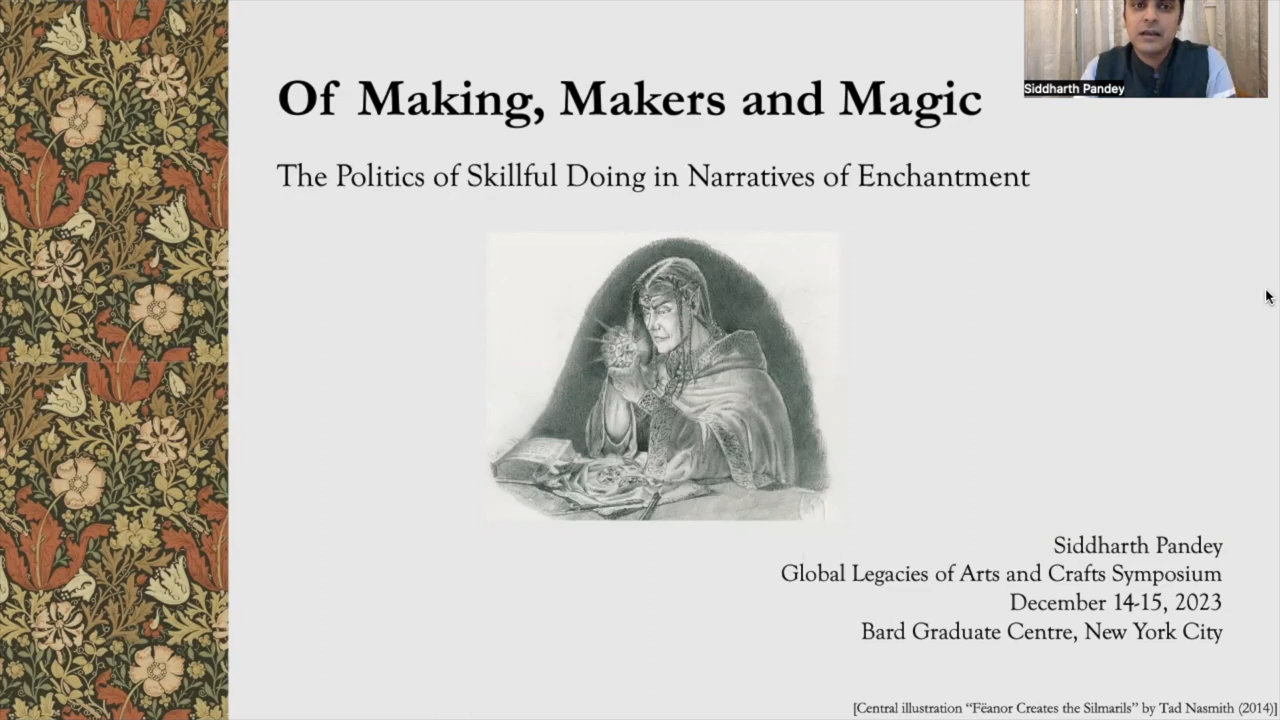 Of Making, Makers and Magic
Siddharth Pandey
The Politics of Skillful Doing in Narratives of Enchantment
Siddharth Pandey
Global Legacies of Arts and Crafts Symposium
December 14-15, 2023
Bard Graduate Centre, New York City
[Central illustration “Fëanor Creates the Silmarils” by Tad Nasmith (2014)]